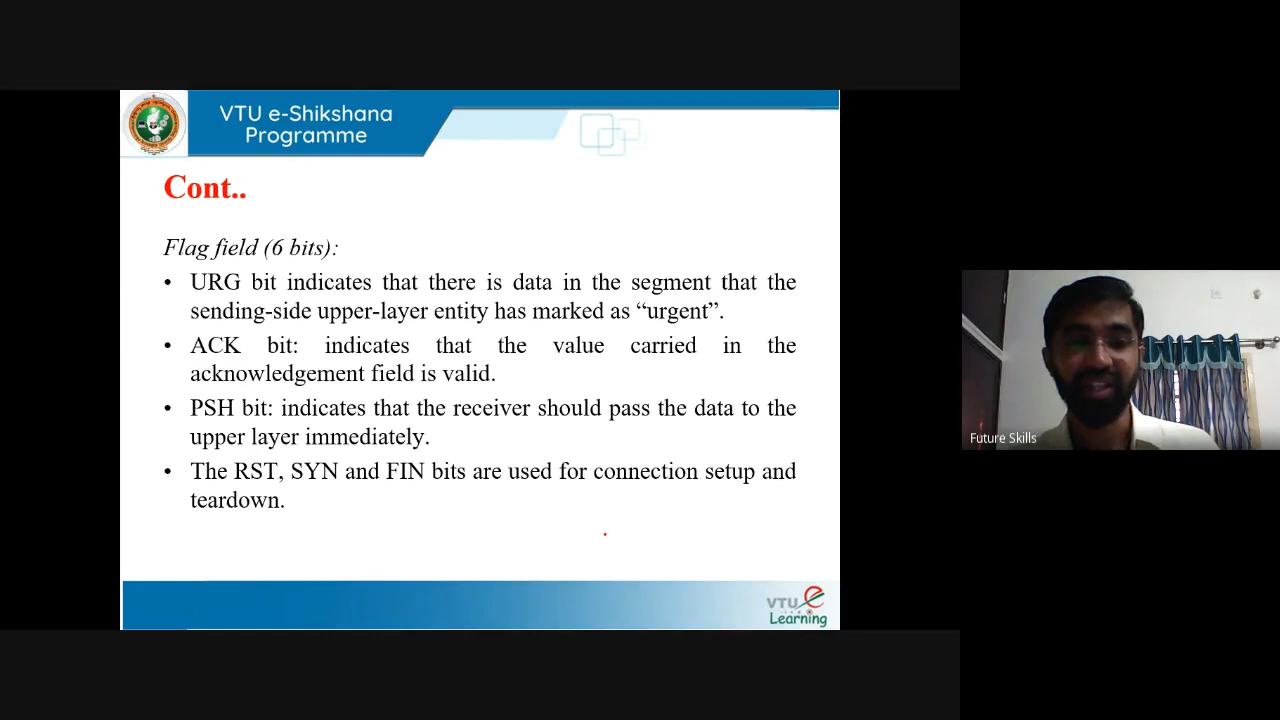 VTU e-Shikshana
Programme
Cont..
Flag field (6 bits):
• URG bit indicates that there is data in the segment that the
sending-side upper-layer entity has marked as “urgent”.
• ACK bit: indicates that the value carried in the
acknowledgement field is valid.
• PSH bit: indicates that the receiver should pass the data to the
upper layer immediately.
• The RST, SYN and FIN bits are used for connection setup and
teardown.
VTU e
Learning
Future Skills